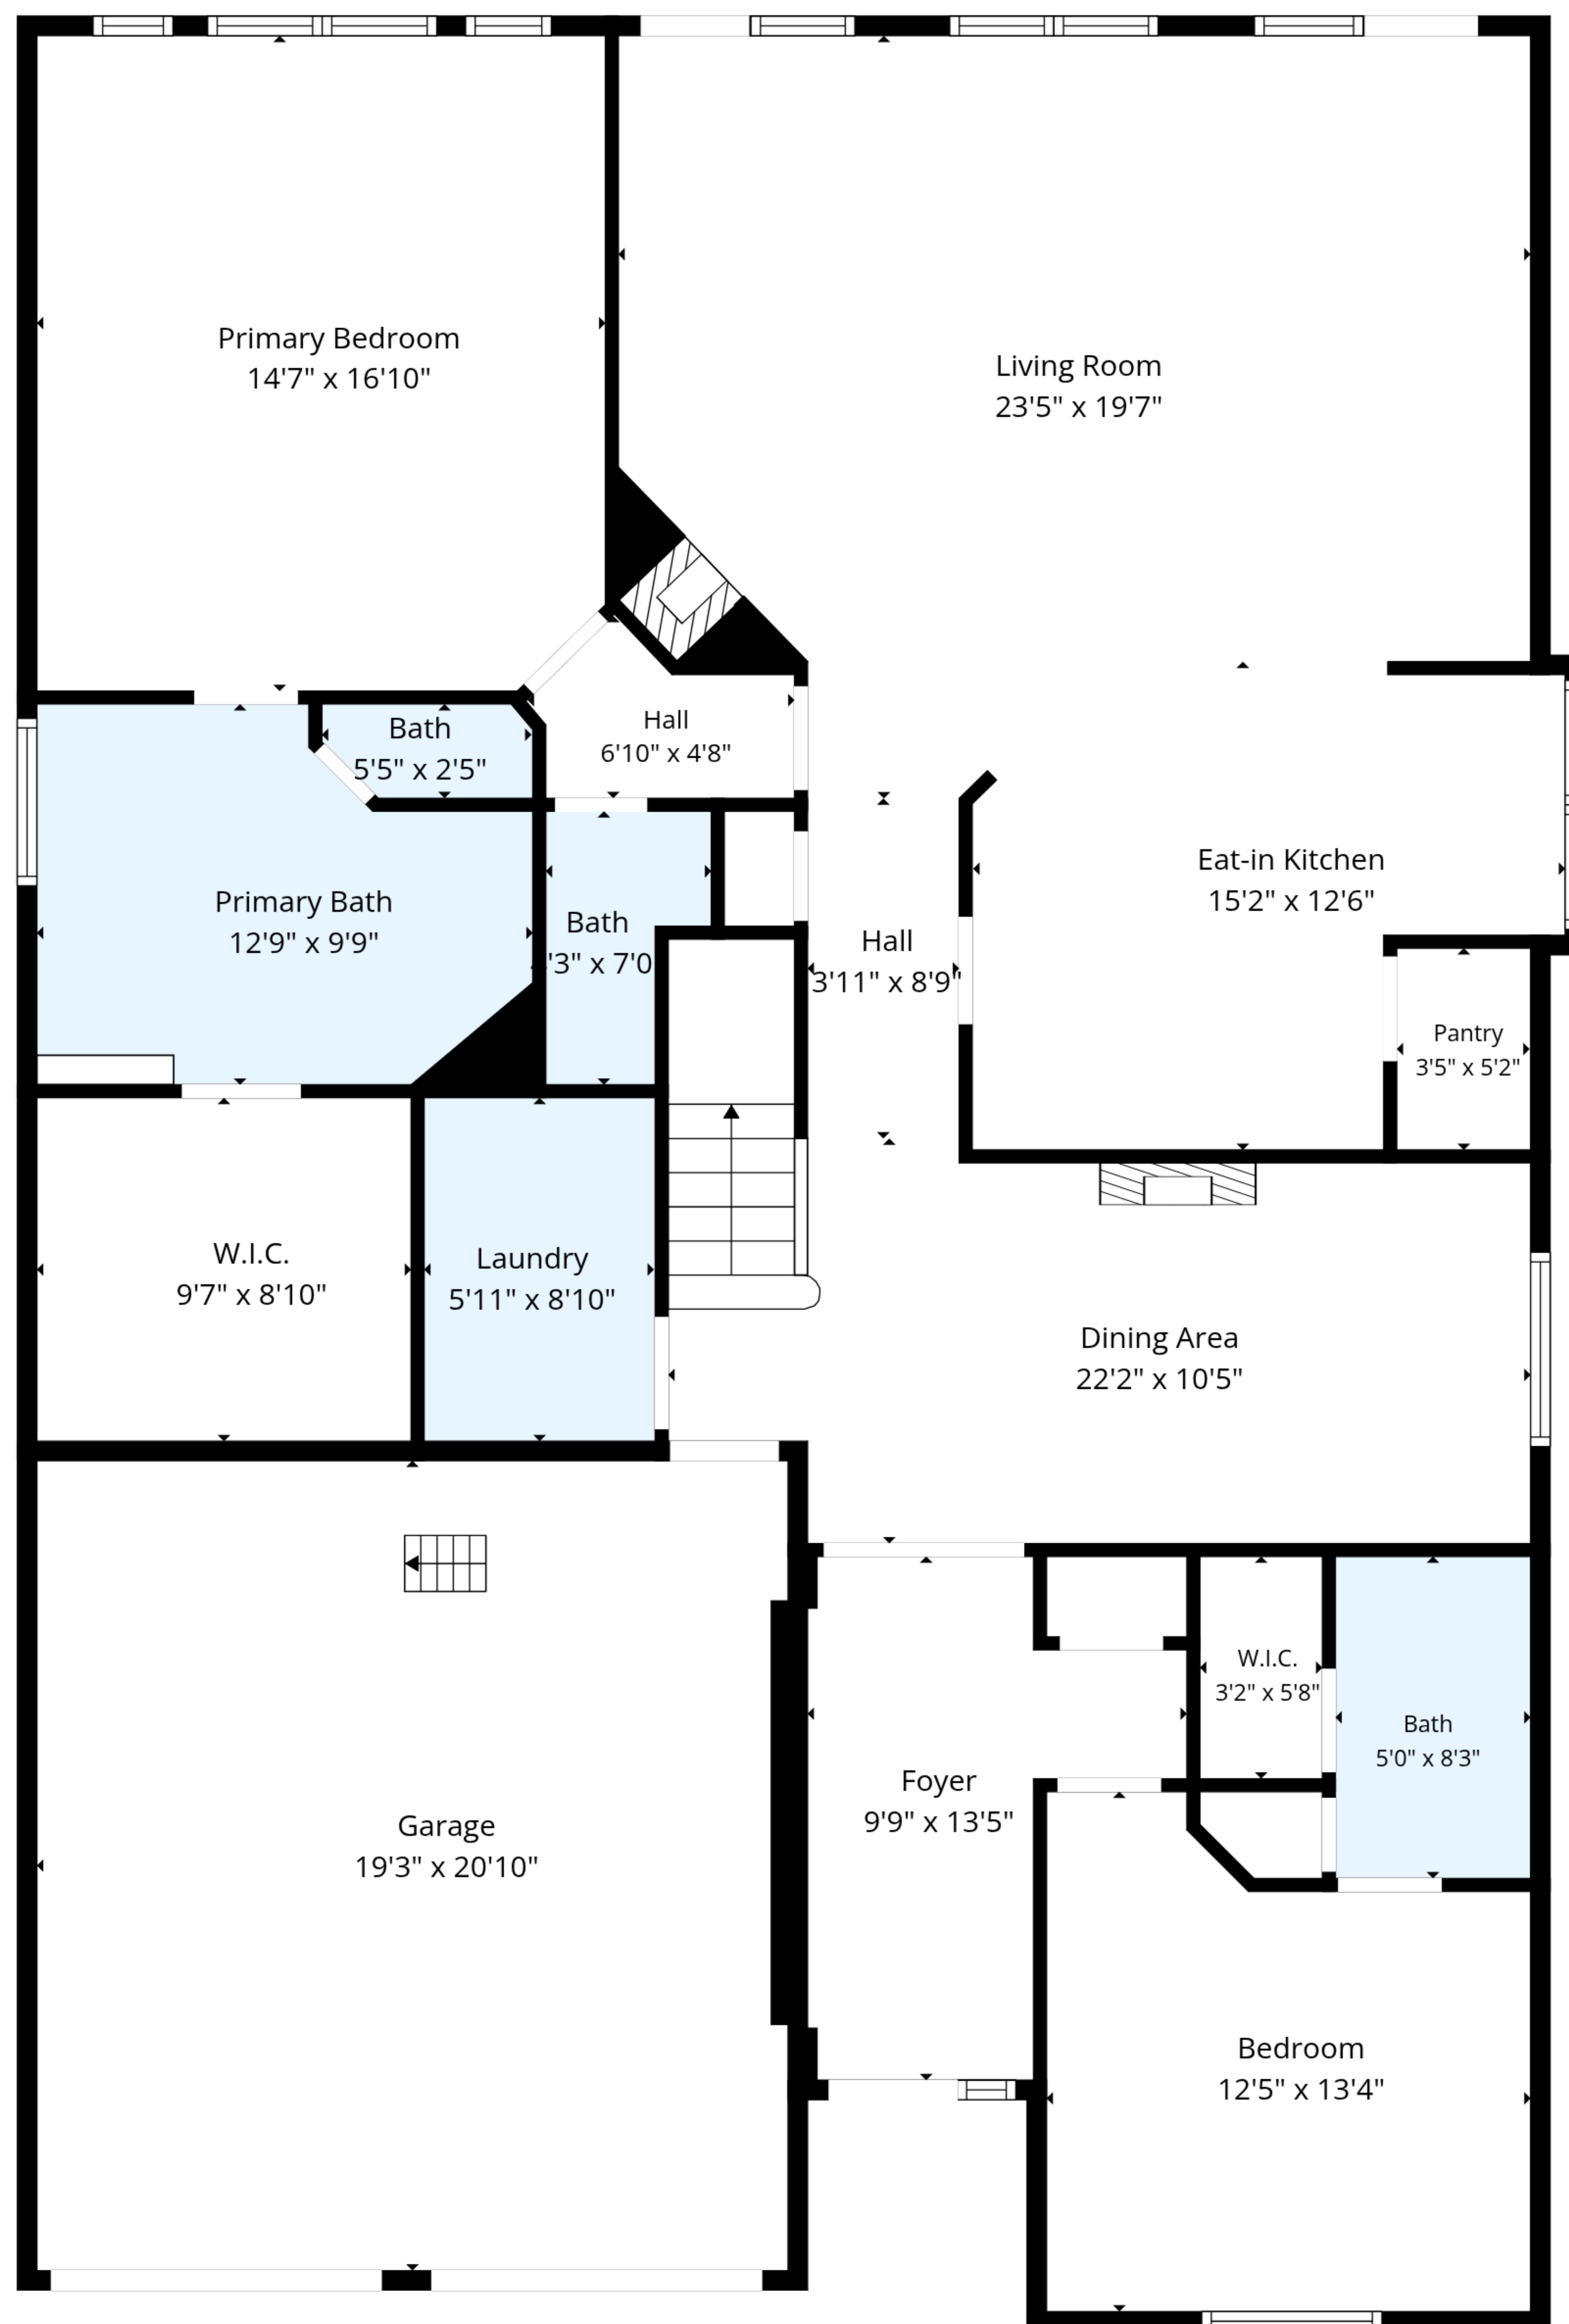 Primary Bedroom
14'7" x 16'10"
Living Room
23'5" x 19'7"
Bath
5'5" x 2'5"
Hall
6'10" x 4'8"
Eat-in Kitchen
15'2" x 12'6"
Primary Bath
12'9" x 9'9"
Bath
'3" x 7'0
Hall
3'11" x 8'9"
Pantry
3'5" x 5'2"
W.I.C.
9'7" x 8'10"
Laundry
5'11" x 8'10"
Dining Area
22'2" x 10'5"
W.I.C.
3'2" x 5'8"
Bath
5'0" x 8'3"
Foyer
9'9" x 13'5"
Garage
19'3" x 20'10"
Bedroom
12'5" x 13'4"